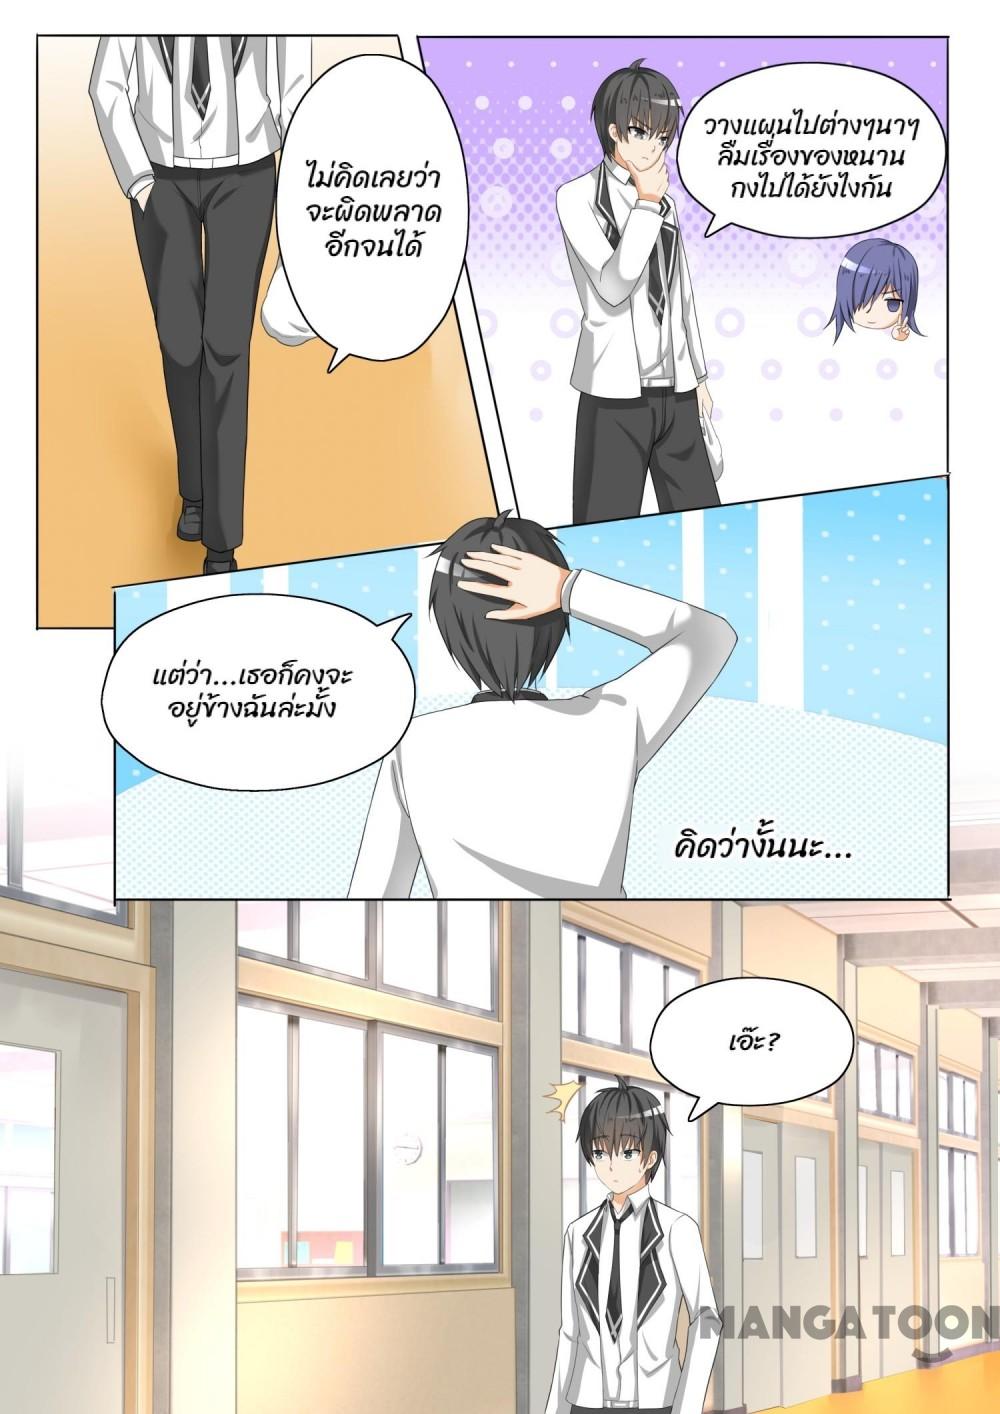 ไม่คิดเลยว่า
จะผิดพลาด
อีกจนได้
วางแผนไปต่างๆนาๆ
ลืมเรื่องของหนาน
กงไปได้ยังไงกัน
แต่ว่า...เธอก็คงจะ
อยู่ข้างฉันล่ะมั้ง
คิดว่างั้นนะ...
เอ๊ะ?
MANGATOON